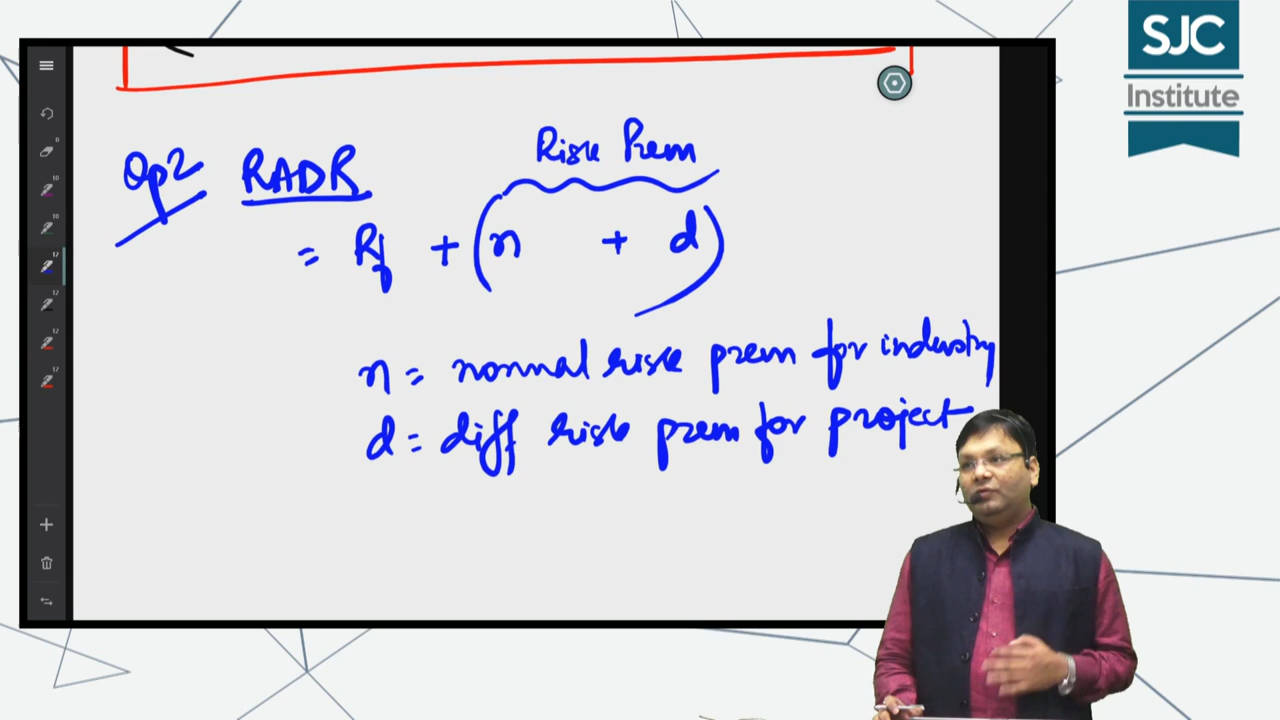 SJC
Institute
Op2 RADR
Risk Prem
= Rf + (n + d)
n = normal risk prem for industry
d = diff risk prem for project